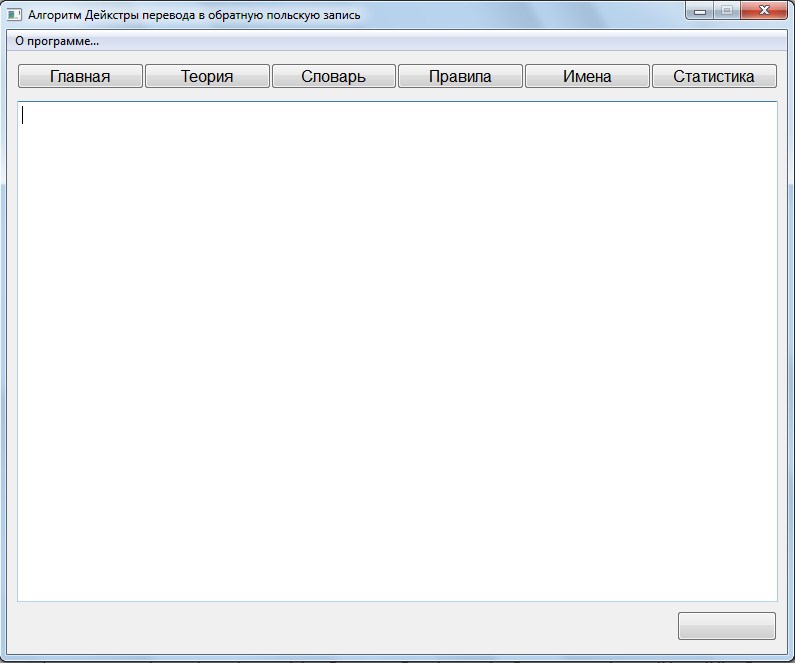 Алгоритм Дейкстры перевода в обратную польскую запись
О программе...
Главная Теория Словарь Правила Имена Статистика